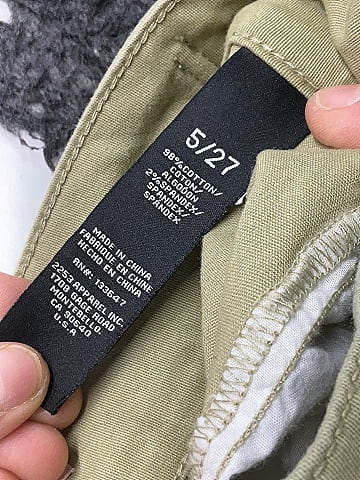 5/27
98%COTTON/
COTON/
ALGODON
2%SPANDEX/
SPANDEX/
SPANDEX
MADE IN CHINA
FABRIQUE EN CHINE
HECHO EN CHINA
RN#: 133647
2253 APPAREL INC.
1708 GAGE ROAD
MONTEBELLO,
CA 90640
U.S.A